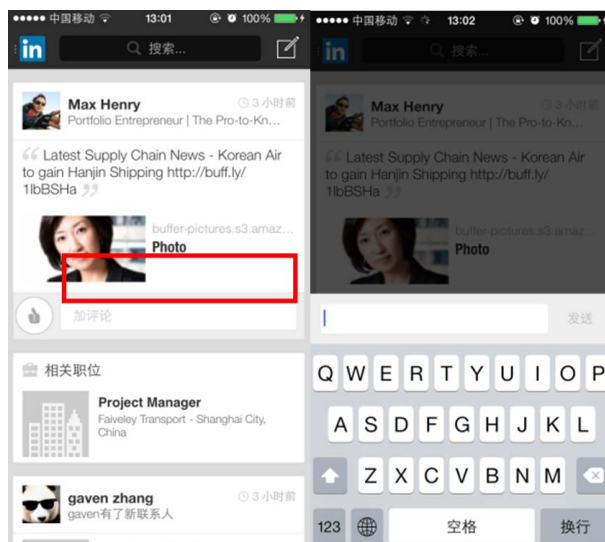 中国移动 13:01 100%
in 搜索...
Max Henry 3 小时前
Portfolio Entrepreneur | The Pro-to-Kn...
Latest Supply Chain News - Korean Air
to gain Hanjin Shipping http://buff.ly/
1lbBSHa
buffer-pictures.s3.amaz...
Photo
加评论
相关职位
Project Manager
Faiveley Transport - Shanghai City,
China
gaven zhang 3 小时前
gaven有了新联系人
中国移动 13:02 100%
in 搜索...
Max Henry 3 小时前
Portfolio Entrepreneur | The Pro-to-Kn...
Latest Supply Chain News - Korean Air
to gain Hanjin Shipping http://buff.ly/
1lbBSHa
buffer-pictures.s3.amaz...
Photo
发送
Q W E R T Y U I O P
A S D F G H J K L
Z X C V B N M
123 空格 换行